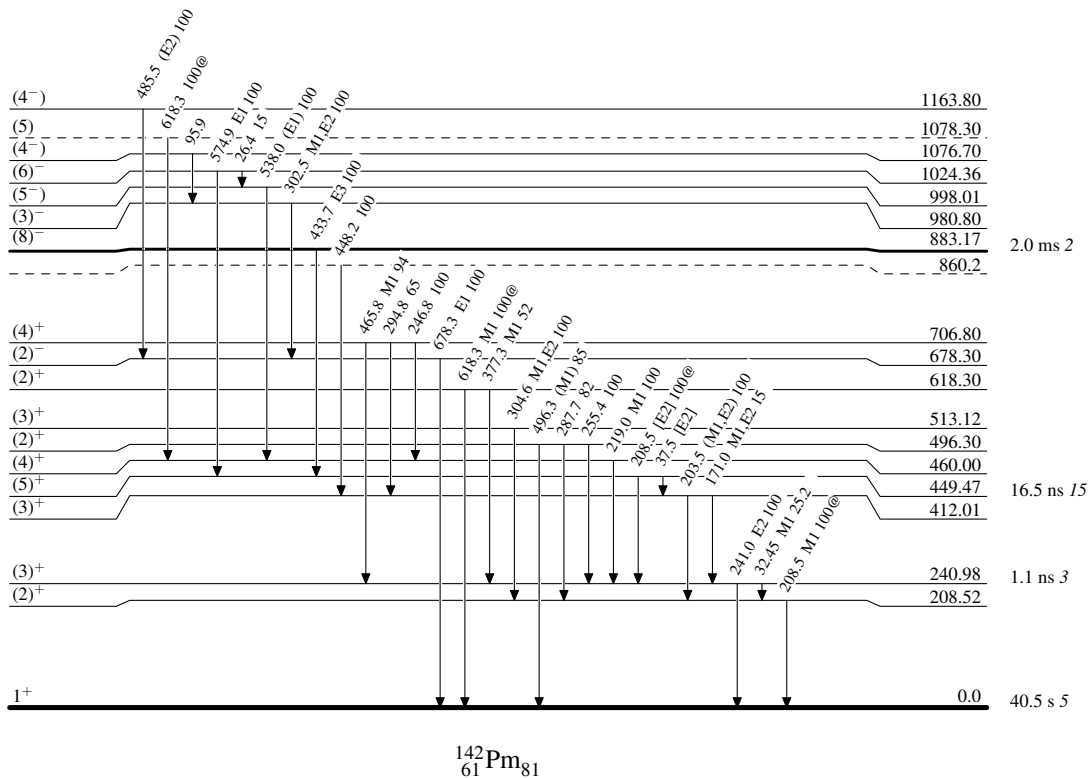 485.5 (E2) 100
618.3 100@
95.9
574.9 E1 100
26.4 15
538.0 (E1) 100
302.5 M1,E2 100
433.7 E3 100
448.2 100
465.8 M1 94
294.8 65
246.8 100
678.3 E1 100
618.3 M1 100@
377.3 M1 52
304.6 M1,E2 100
496.3 (M1) 85
287.7 82
255.4 100
219.0 M1 100
208.5 [E2] 100@
37.5 [E2]
203.5 (M1,E2) 100
171.0 M1,E2 15
241.0 E2 100
32.45 M1 25.2
208.5 M1 100@
(4⁻) 1163.80
(5) 1078.30
(4⁻) 1076.70
(6)⁻ 1024.36
(5⁻) 998.01
(3)⁻ 980.80
(8)⁻ 883.17 2.0 ms 2
860.2
(4)⁺ 706.80
(2)⁻ 678.30
(2)⁺ 618.30
(3)⁺ 513.12
(2)⁺ 496.30
(4)⁺ 460.00
(5)⁺ 449.47 16.5 ns 15
(3)⁺ 412.01
(3)⁺ 240.98 1.1 ns 3
(2)⁺ 208.52
1⁺ 0.0 40.5 s 5
¹⁴²₆₁Pm₈₁